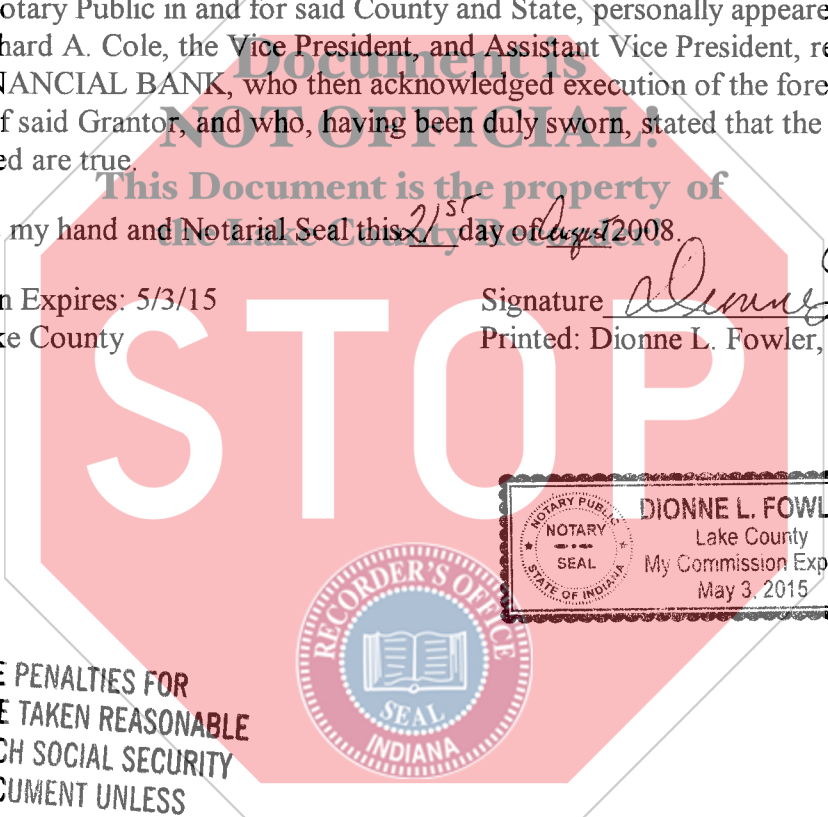 otary Public in and for said County and State, personally appeare
hard A. Cole, the Vice President, and Assistant Vice President, re
Document is
NANCIAL BANK, who then acknowledged execution of the fore
NOT OFFICIAL!
f said Grantor, and who, having been duly sworn, stated that the
ed are true.
This Document is the property of
the Lake County Recorder!
my hand and Notarial Seal this 21st day of August 2008.
n Expires: 5/3/15
ke County
Signature Dionne
Printed: Dionne L. Fowler,
STOP
NOTARY PUBLIC
NOTARY
SEAL
STATE OF INDIANA
DIONNE L. FOWL
Lake County
My Commission Exp
May 3, 2015
RECORDER'S OFFICE
SEAL
INDIANA
E PENALTIES FOR
E TAKEN REASONABLE
CH SOCIAL SECURITY
CUMENT UNLESS